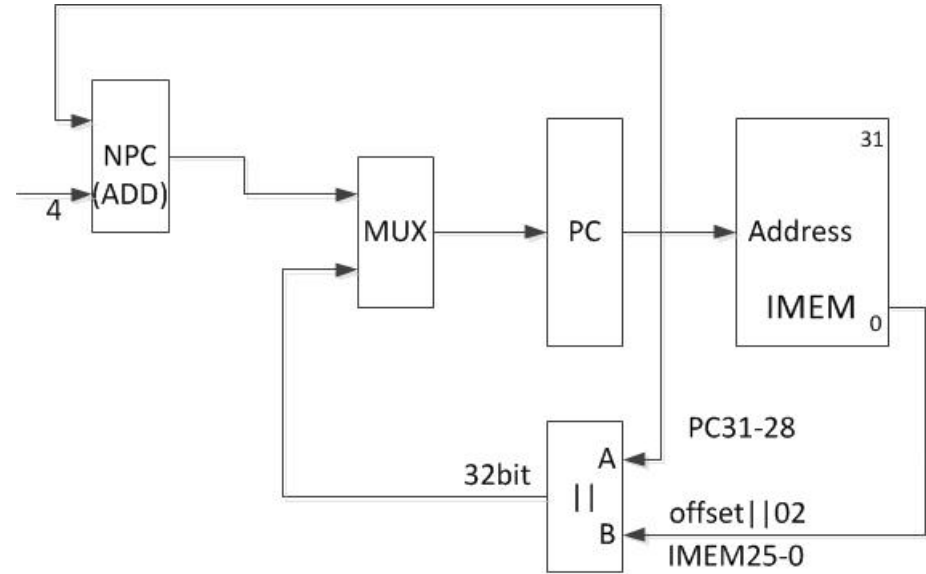 NPC
(ADD)
4
MUX
PC
31
Address
IMEM
0
PC31-28
32bit
A
||
B
offset||02
IMEM25-0